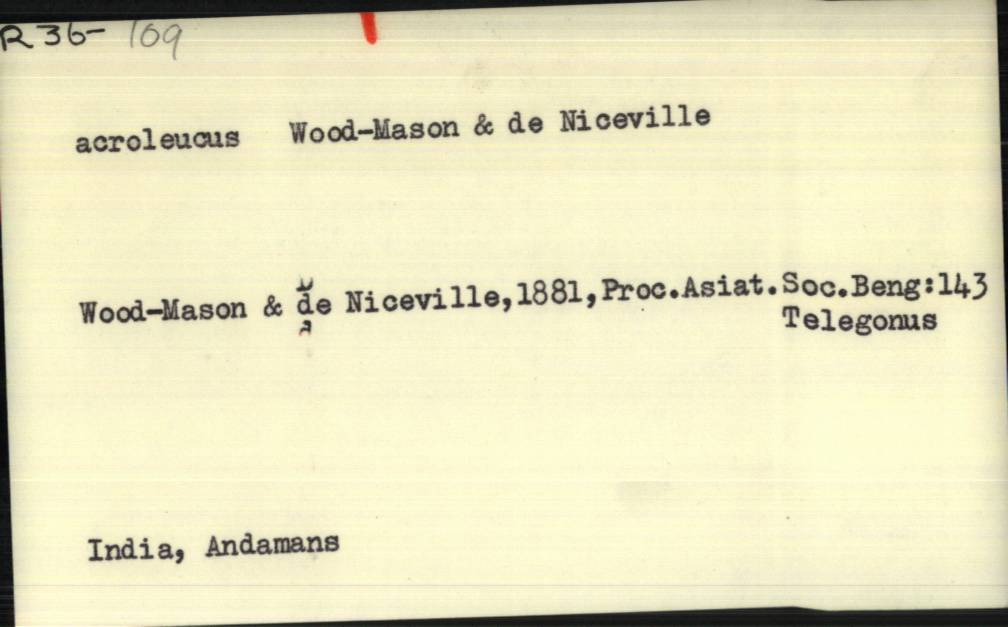 R36- 109
acroleucus Wood-Mason & de Niceville
Wood-Mason & de Niceville,1881,Proc.Asiat.Soc.Beng:143
Telegonus
India, Andamans